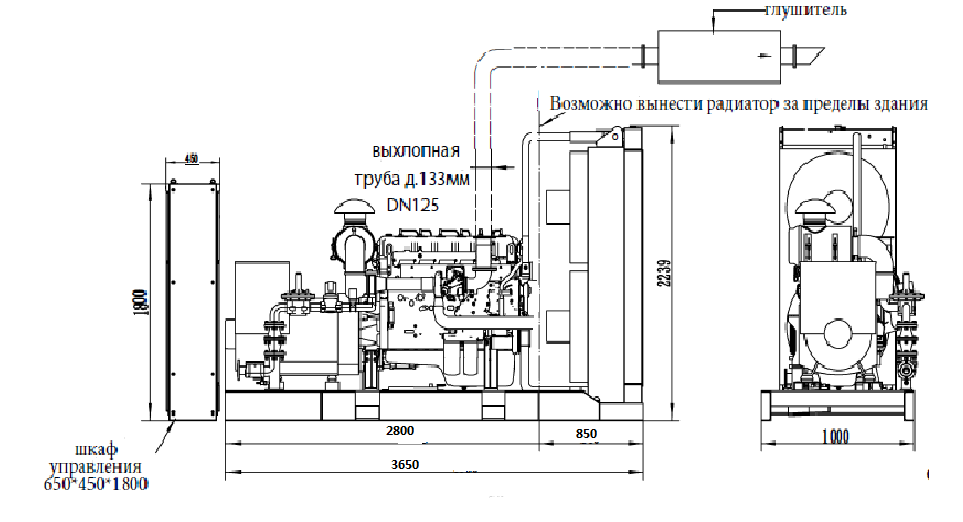 глушитель
Возможно вынести радиатор за пределы здания
выхлопная
труба д.133мм
DN125
450
1800
2239
2800
850
3650
1000
шкаф
управления
650*450*1800